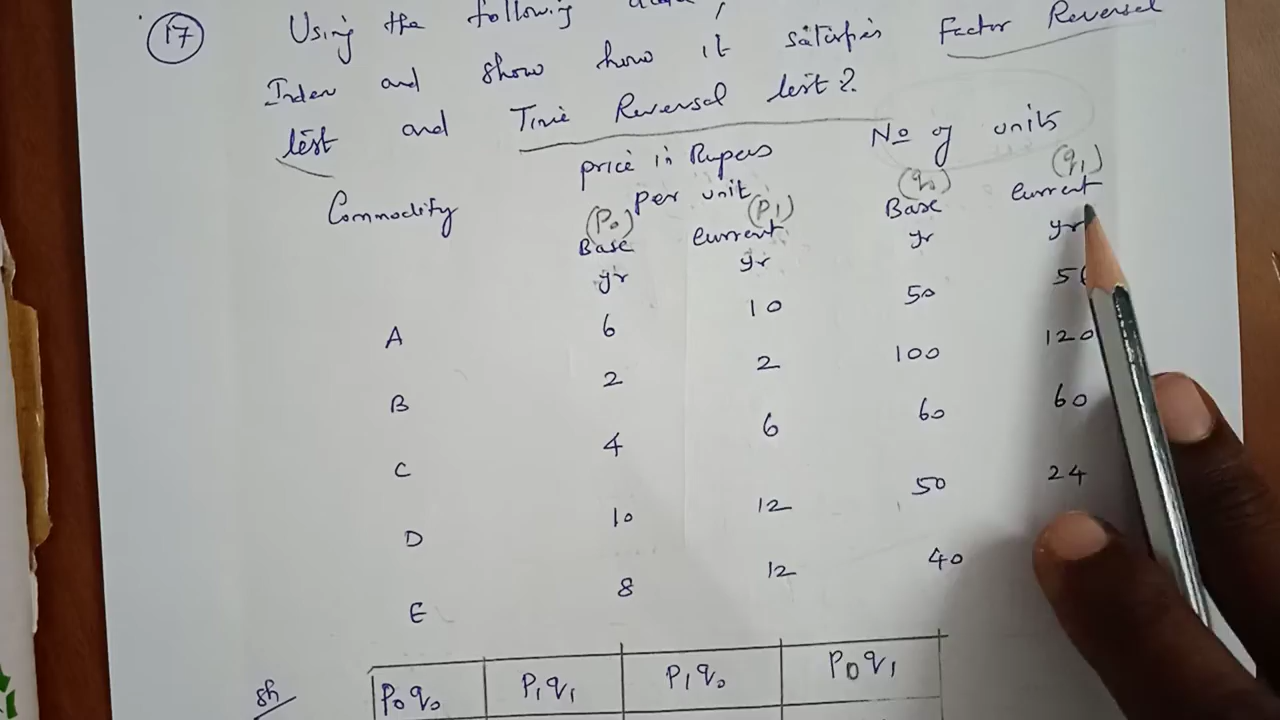 17 Using the following
Index and show how it satisfies Factor Reversal
test and Time Reversal test?
Commodity price in Rupees per unit No of units
(P0) Base yr (P1) Current yr (q0) Base yr (q1) Current yr
A 6 10 50
B 2 2 100 120
C 4 6 60 60
D 10 12 50 24
E 8 12 40
P0q0 P1q1 P1q0 P0q1